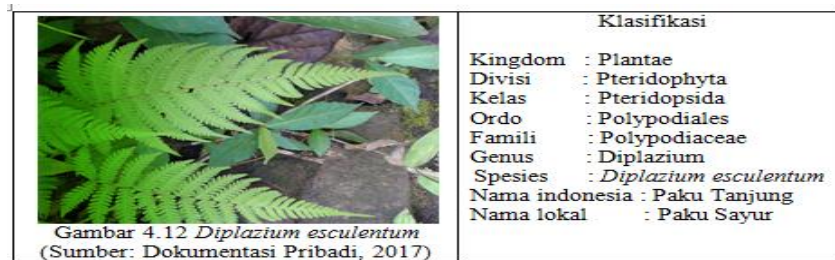 Gambar 4.12 Diplazium esculentum
(Sumber: Dokumentasi Pribadi, 2017)
Klasifikasi
Kingdom : Plantae
Divisi : Pteridophyta
Kelas : Pteridopsida
Ordo : Polypodiales
Famili : Polypodiaceae
Genus : Diplazium
Spesies : Diplazium esculentum
Nama indonesia : Paku Tanjung
Nama lokal : Paku Sayur